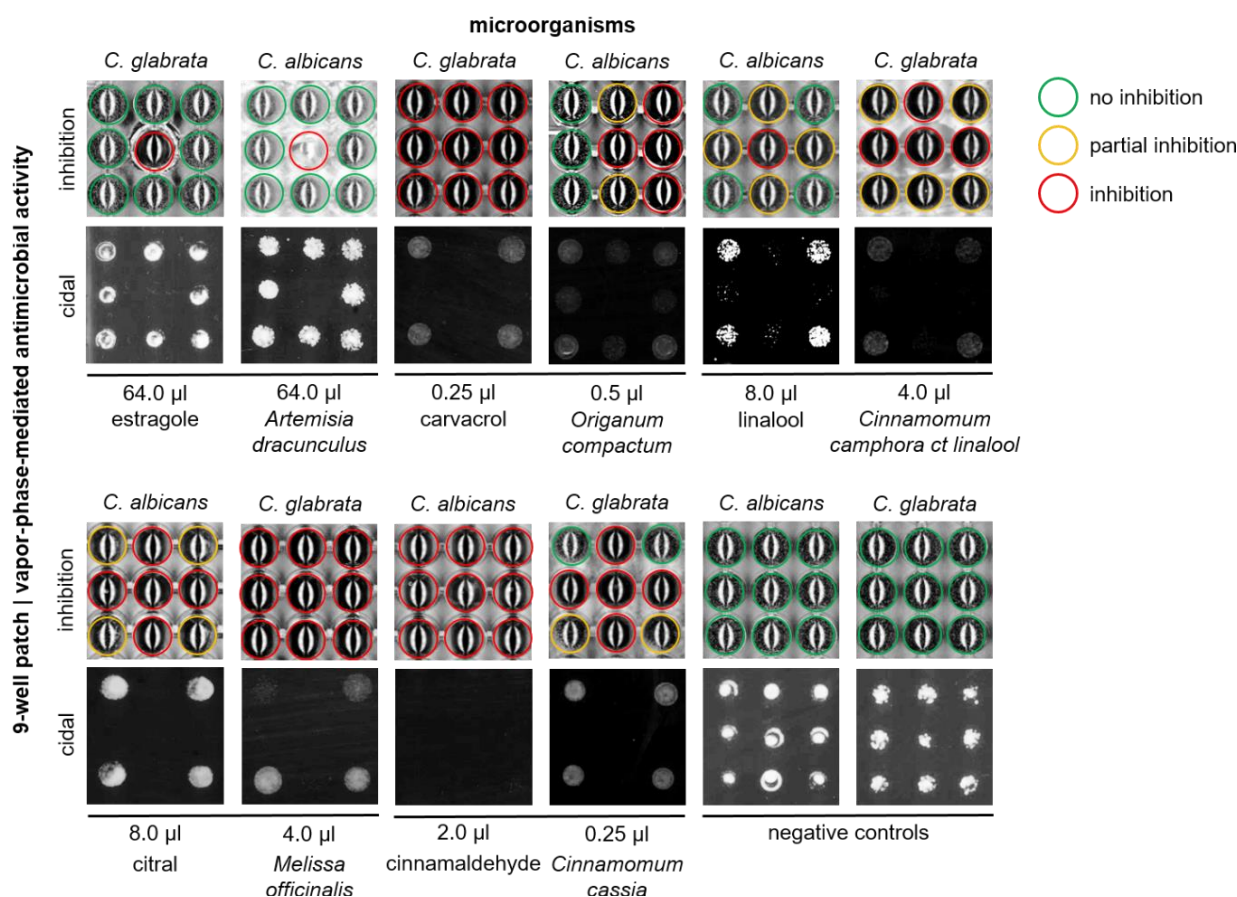 microorganisms
C. glabrata
C. albicans
C. glabrata
C. albicans
C. albicans
C. glabrata
no inhibition
partial inhibition
inhibition
9-well patch | vapor-phase-mediated antimicrobial activity
inhibition
cidal
64.0 µl
64.0 µl
0.25 µl
0.5 µl
8.0 µl
4.0 µl
estragole
Artemisia
dracunculus
carvacrol
Origanum
compactum
linalool
Cinnamomum
camphora ct linalool
C. albicans
C. glabrata
C. albicans
C. glabrata
C. albicans
C. glabrata
inhibition
cidal
8.0 µl
4.0 µl
2.0 µl
0.25 µl
negative controls
citral
Melissa
officinalis
cinnamaldehyde
Cinnamomum
cassia